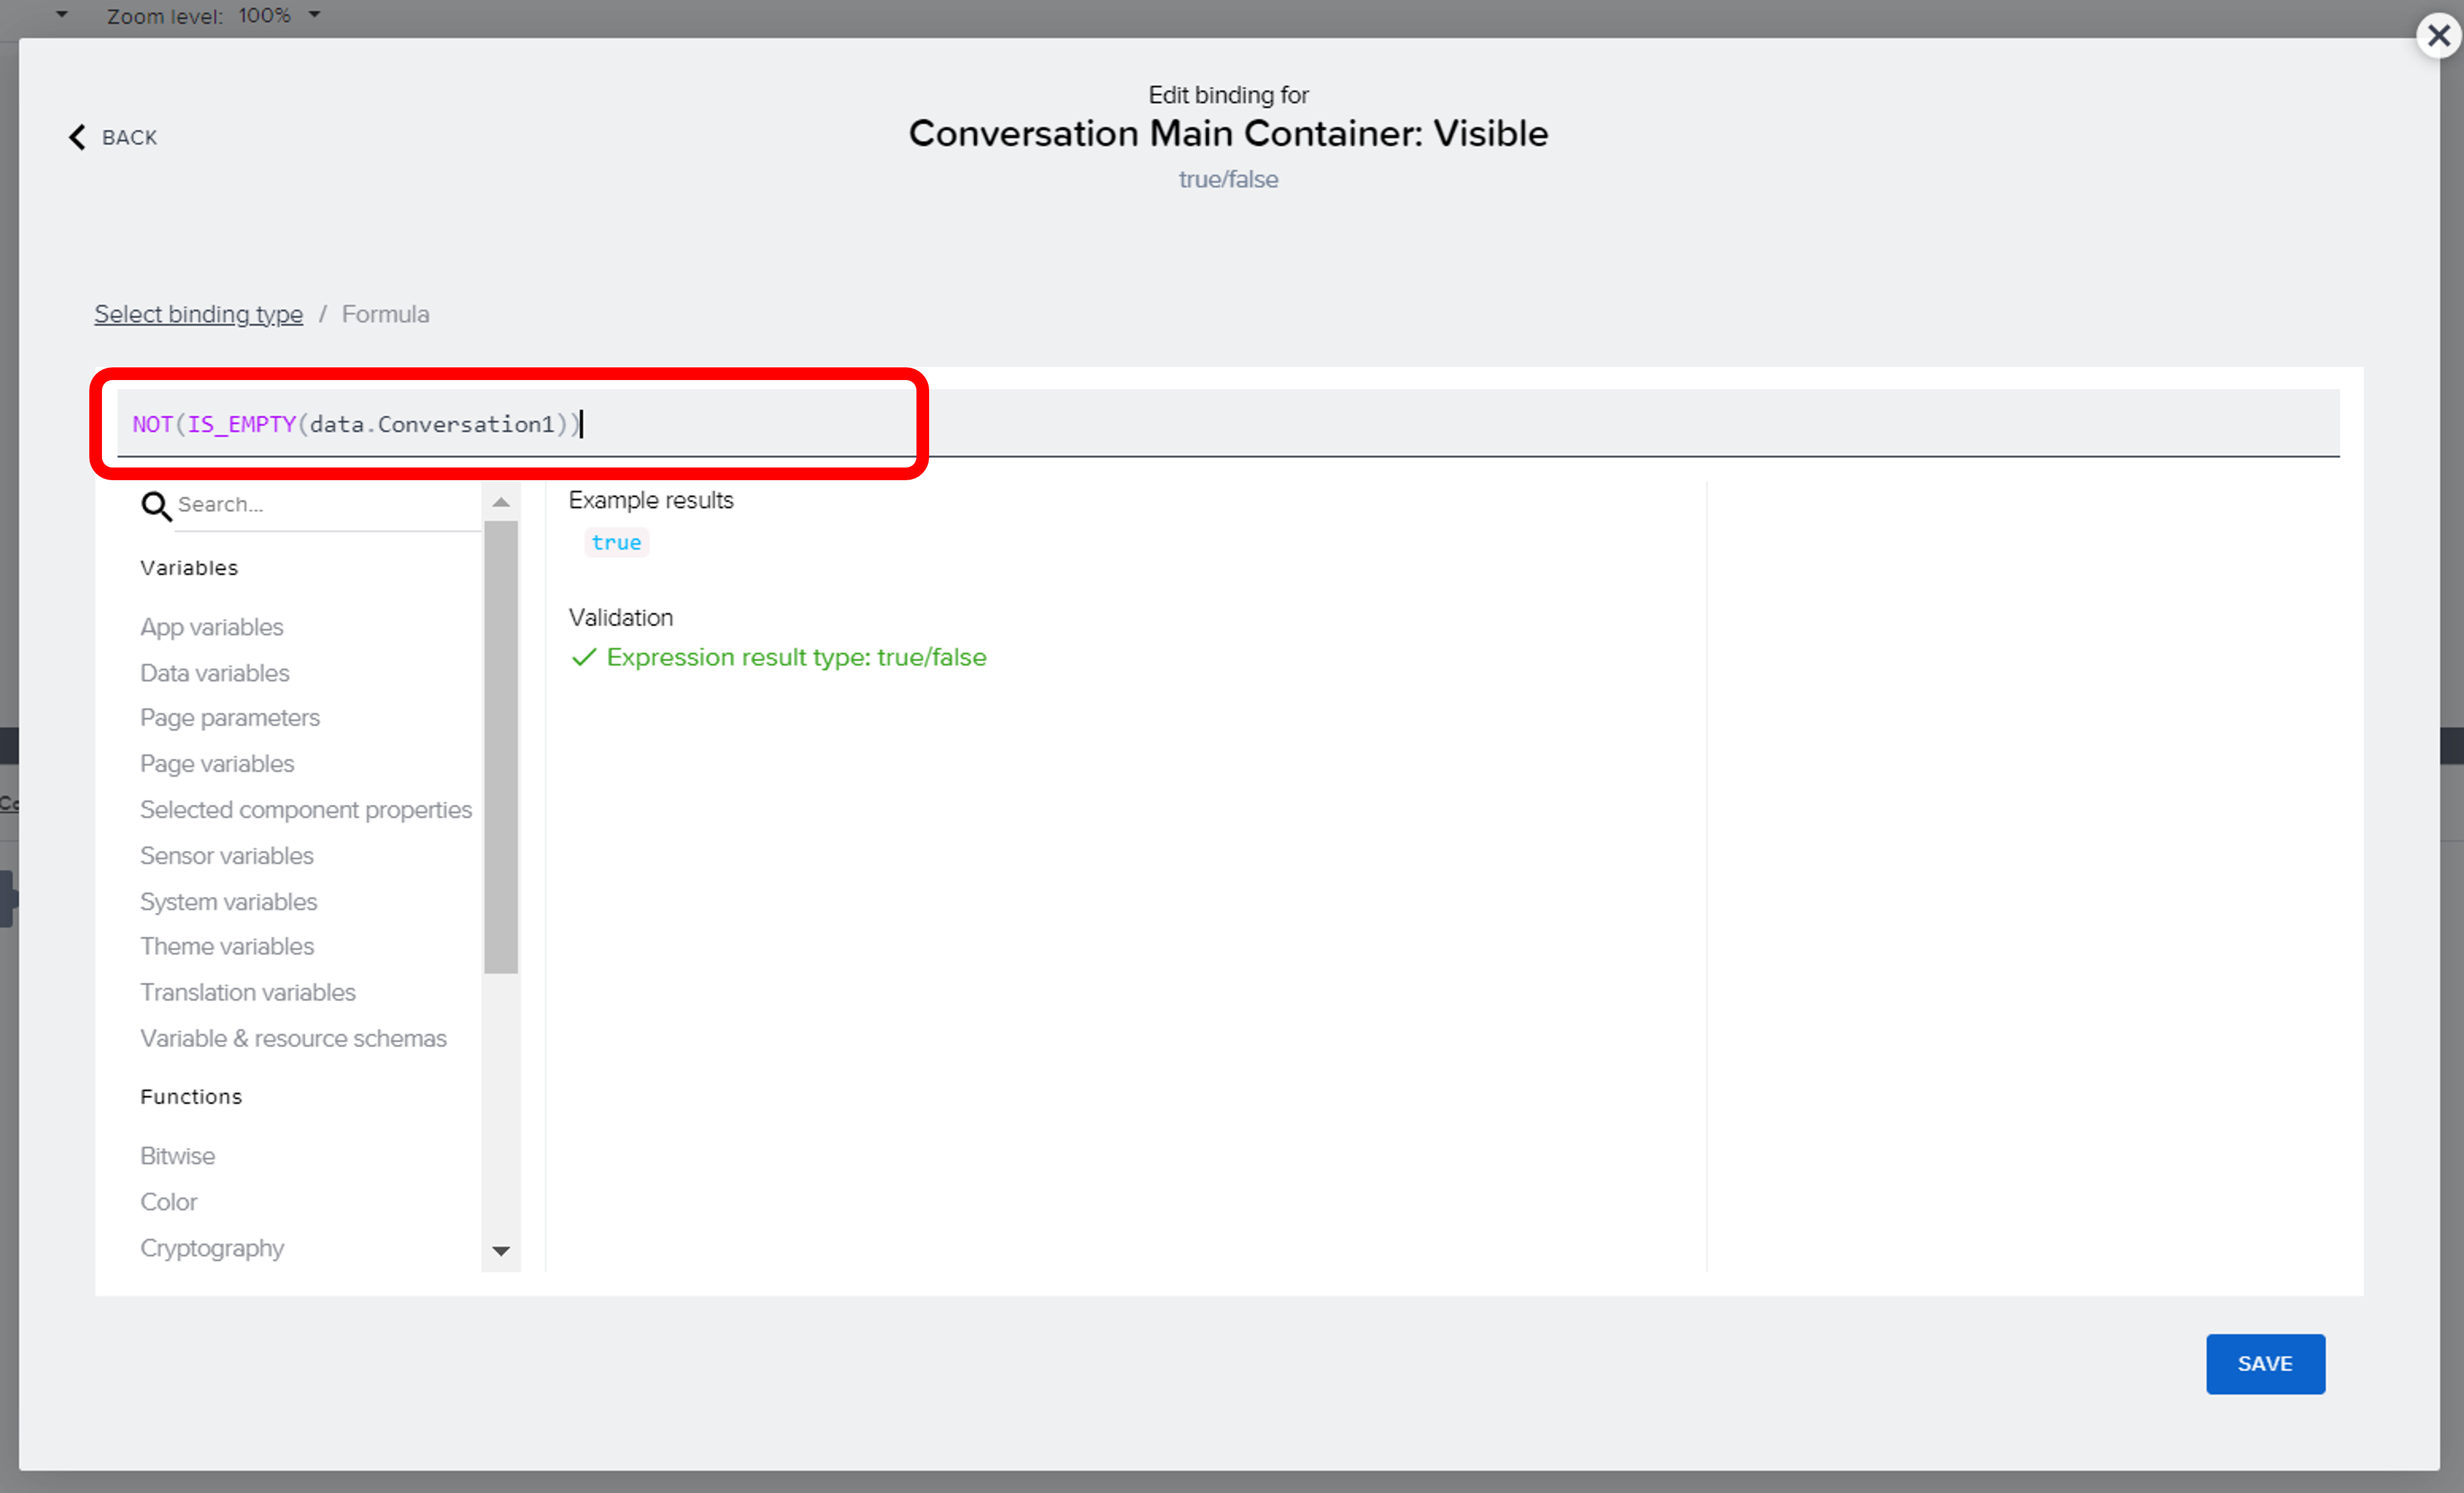 Zoom level: 100%
Edit binding for
BACK
Conversation Main Container: Visible
true/false
Select binding type / Formula
NOT(IS_EMPTY(data.Conversation1))
Search...
Variables
App variables
Data variables
Page parameters
Page variables
Selected component properties
Sensor variables
System variables
Theme variables
Translation variables
Variable & resource schemas
Functions
Bitwise
Color
Cryptography
Example results
true
Validation
Expression result type: true/false
SAVE